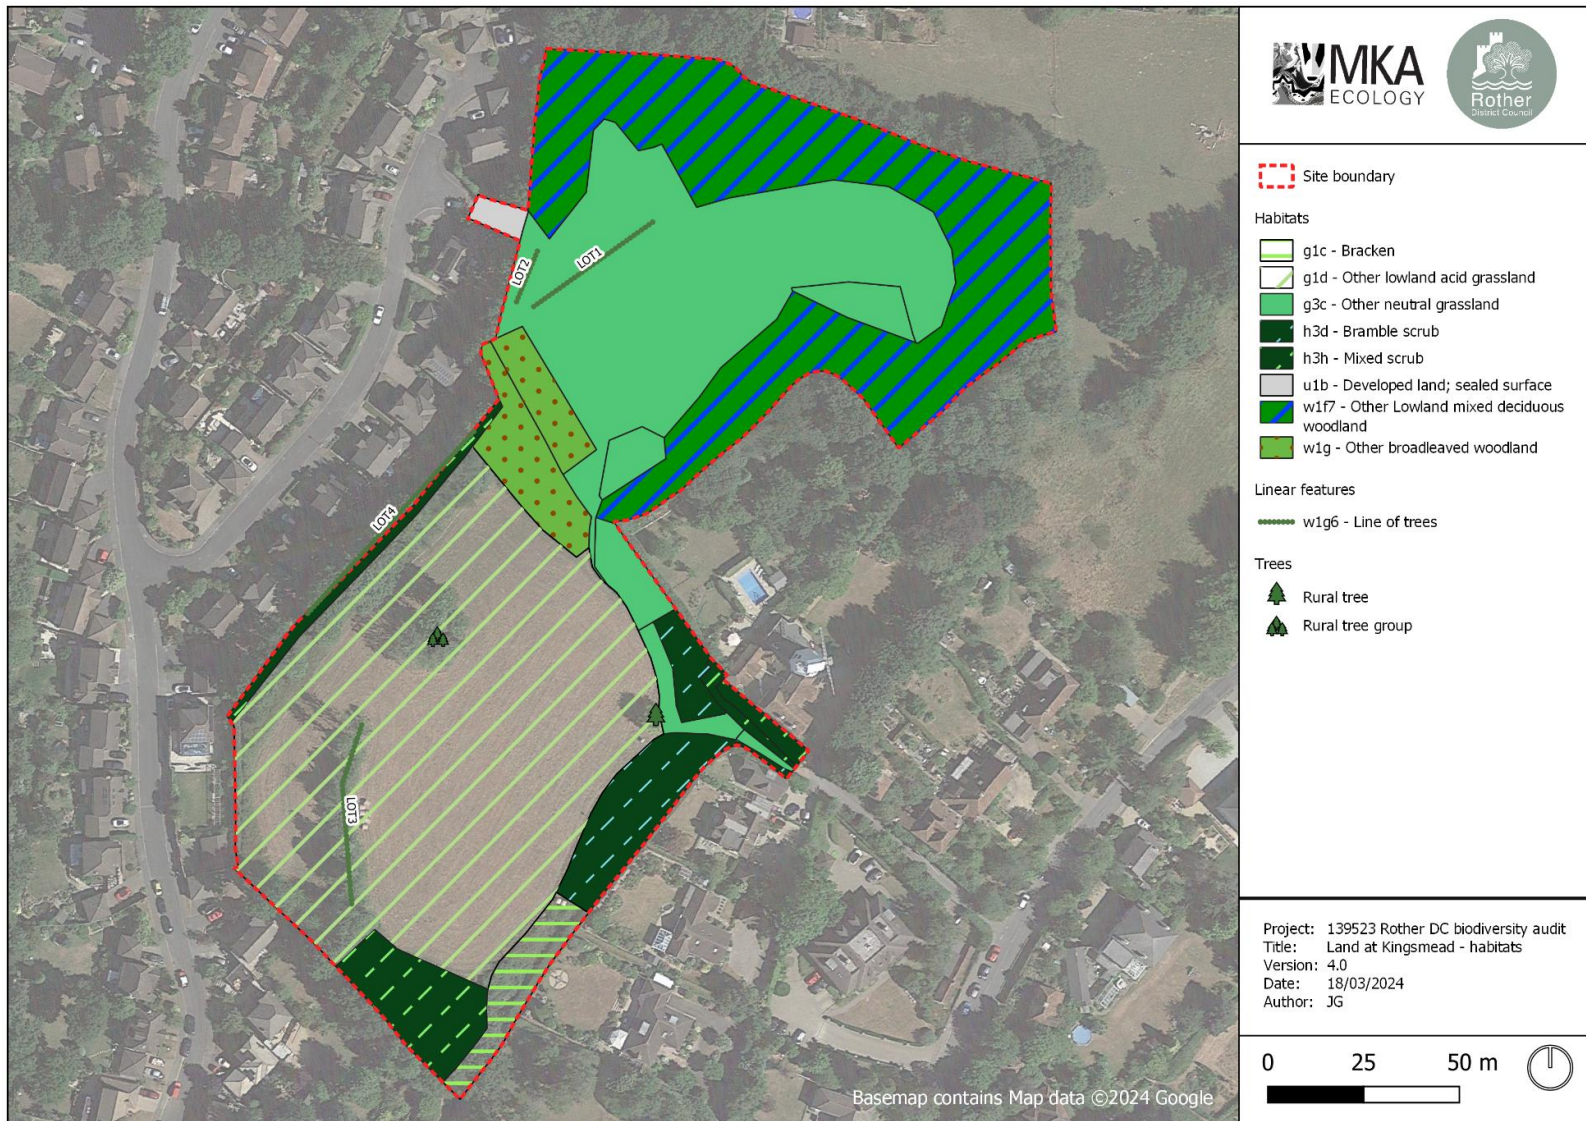 MKA
ECOLOGY
Rother
District Council
Site boundary
Habitats
g1c - Bracken
g1d - Other lowland acid grassland
g3c - Other neutral grassland
h3d - Bramble scrub
h3h - Mixed scrub
u1b - Developed land; sealed surface
w1f7 - Other Lowland mixed deciduous
woodland
w1g - Other broadleaved woodland
Linear features
w1g6 - Line of trees
Trees
Rural tree
Rural tree group
LOT2
LOT1
LOT4
LOT3
Project: 139523 Rother DC biodiversity audit
Title: Land at Kingsmead - habitats
Version: 4.0
Date: 18/03/2024
Author: JG
0 25 50 m
Basemap contains Map data ©2024 Google